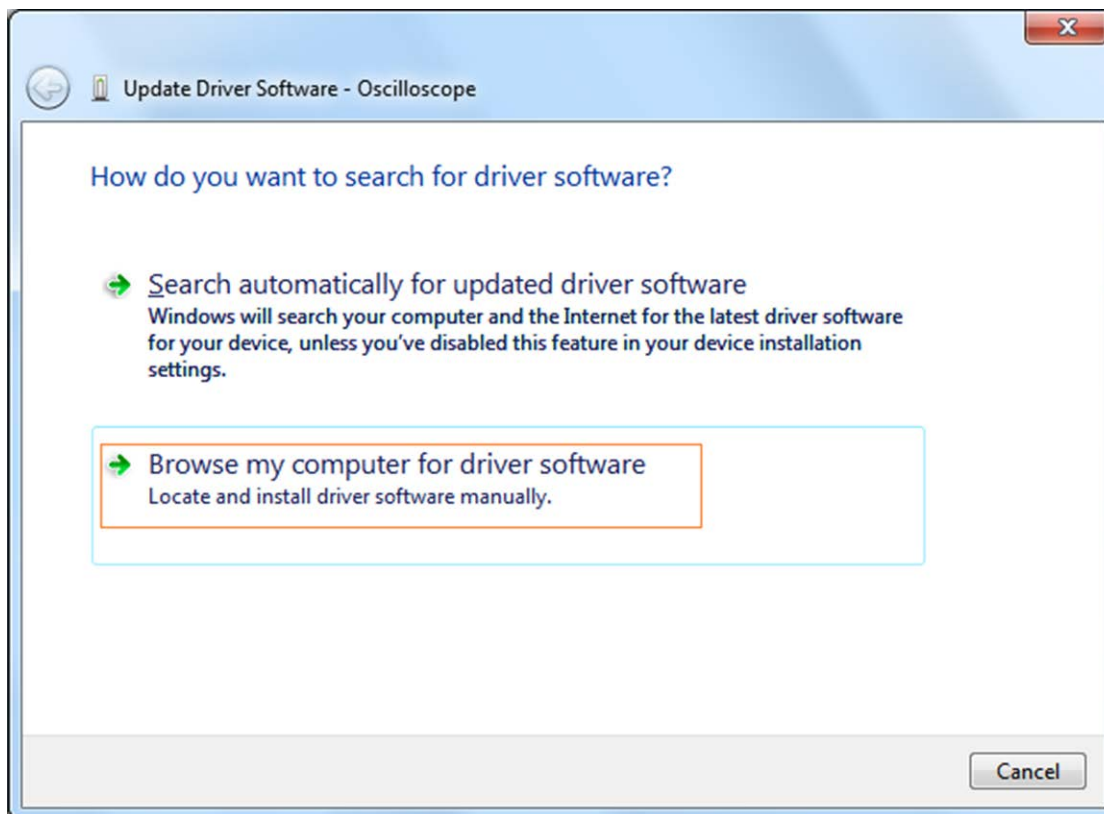 Update Driver Software - Oscilloscope
How do you want to search for driver software?
Search automatically for updated driver software
Windows will search your computer and the Internet for the latest driver software
for your device, unless you've disabled this feature in your device installation
settings.
Browse my computer for driver software
Locate and install driver software manually.
Cancel